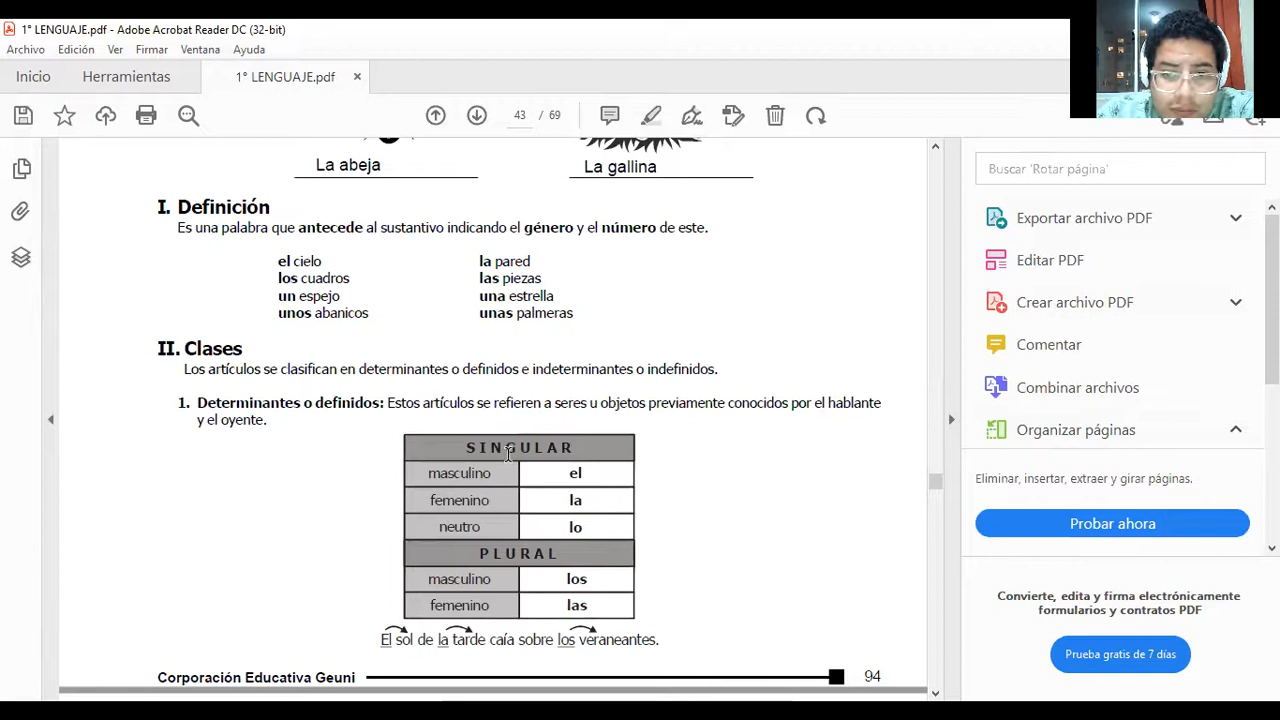 1° LENGUAJE.pdf - Adobe Acrobat Reader DC (32-bit)
Archivo Edición Ver Firmar Ventana Ayuda
Inicio Herramientas 1° LENGUAJE.pdf ×
43 / 69
La abeja La gallina
I. Definición
Es una palabra que antecede al sustantivo indicando el género y el número de este.
el cielo la pared
los cuadros las piezas
un espejo una estrella
unos abanicos unas palmeras
II. Clases
Los artículos se clasifican en determinantes o definidos e indeterminantes o indefinidos.
1. Determinantes o definidos: Estos artículos se refieren a seres u objetos previamente conocidos por el hablante
y el oyente.
SINGULAR
masculino el
femenino la
neutro lo
PLURAL
masculino los
femenino las
El sol de la tarde caía sobre los veraneantes.
Corporación Educativa Geuni 94
Buscar 'Rotar página'
Exportar archivo PDF
Editar PDF
Crear archivo PDF
Comentar
Combinar archivos
Organizar páginas
Eliminar, insertar, extraer y girar páginas.
Probar ahora
Convierte, edita y firma electrónicamente
formularios y contratos PDF
Prueba gratis de 7 días